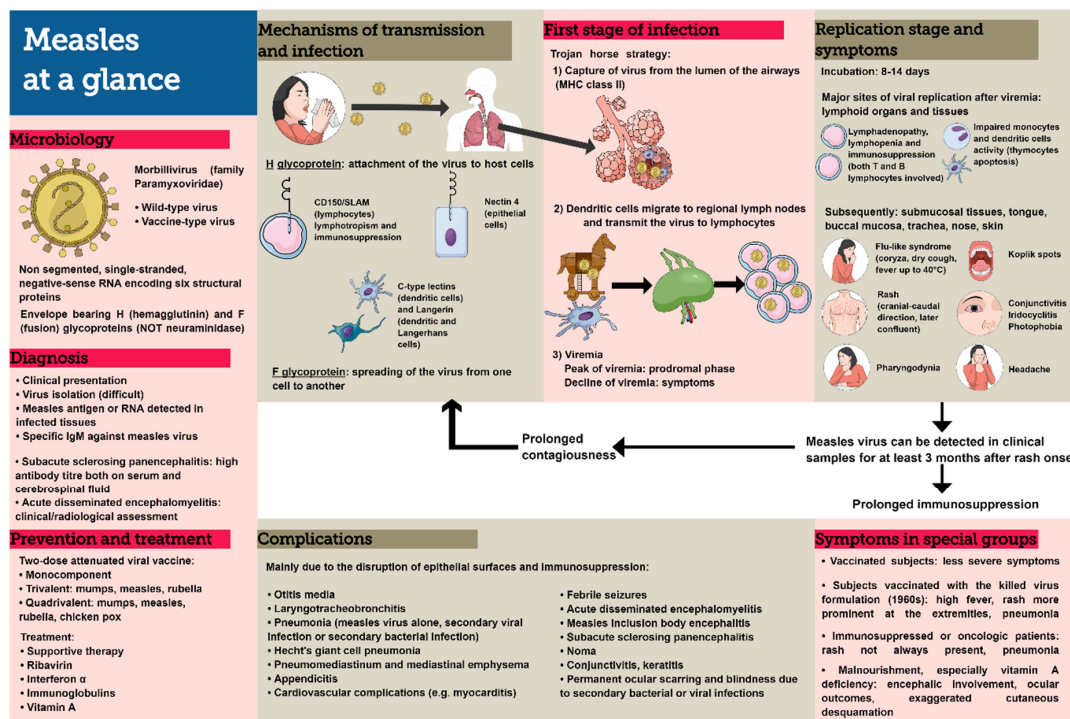 Measles
at a glance
Microbiology
Morbillivirus (family
Paramyxoviridae)
• Wild-type virus
• Vaccine-type virus
Non segmented, single-stranded,
negative-sense RNA encoding six structural
proteins
Envelope bearing H (hemagglutinin) and F
(fusion) glycoproteins (NOT neuraminidase)
Diagnosis
• Clinical presentation
• Virus isolation (difficult)
• Measles antigen or RNA detected in
infected tissues
• Specific IgM against measles virus
• Subacute sclerosing panencephalitis: high
antibody titre both on serum and
cerebrospinal fluid
• Acute disseminated encephalomyelitis:
clinical/radiological assessment
Prevention and treatment
Two-dose attenuated viral vaccine:
• Monocomponent
• Trivalent: mumps, measles, rubella
• Quadrivalent: mumps, measles,
rubella, chicken pox
Treatment:
• Supportive therapy
• Ribavirin
• Interferon α
• Immunoglobulins
• Vitamin A
Mechanisms of transmission
and infection
H glycoprotein: attachment of the virus to host cells
CD150/SLAM
(lymphocytes)
lymphotropism and
immunosuppression
Nectin 4
(epithelial
cells)
C-type lectins
(dendritic cells)
and Langerin
(dendritic and
Langerhans
cells)
F glycoprotein: spreading of the virus from one
cell to another
First stage of infection
Trojan horse strategy:
1) Capture of virus from the lumen of the airways
(MHC class II)
2) Dendritic cells migrate to regional lymph nodes
and transmit the virus to lymphocytes
3) Viremia
Peak of viremia: prodromal phase
Decline of viremia: symptoms
Replication stage and
symptoms
Incubation: 8-14 days
Major sites of viral replication after viremia:
lymphoid organs and tissues
Lymphadenopathy,
lymphopenia and
immunosuppression
(both T and B
lymphocytes involved)
Impaired monocytes
and dendritic cells
activity (thymocytes
apoptosis)
Subsequently: submucosal tissues, tongue,
buccal mucosa, trachea, nose, skin
Flu-like syndrome
(coryza, dry cough,
fever up to 40°C)
Koplik spots
Rash
(cranial-caudal
direction, later
confluent)
Conjunctivitis
Iridocyclitis
Photophobia
Pharyngodynia
Headache
Measles virus can be detected in clinical
samples for at least 3 months after rash onse
Prolonged
contagiousness
Prolonged immunosuppression
Complications
Mainly due to the disruption of epithelial surfaces and immunosuppression:
• Otitis media
• Laryngotracheobronchitis
• Pneumonia (measles virus alone, secondary viral
infection or secondary bacterial infection)
• Hecht's giant cell pneumonia
• Pneumomediastinum and mediastinal emphysema
• Appendicitis
• Cardiovascular complications (e.g. myocarditis)
• Febrile seizures
• Acute disseminated encephalomyelitis
• Measles inclusion body encephalitis
• Subacute sclerosing panencephalitis
• Noma
• Conjunctivitis, keratitis
• Permanent ocular scarring and blindness due
to secondary bacterial or viral infections
Symptoms in special groups
• Vaccinated subjects: less severe symptoms
• Subjects vaccinated with the killed virus
formulation (1960s): high fever, rash more
prominent at the extremities, pneumonia
• Immunosuppressed or oncologic patients:
rash not always present, pneumonia
• Malnourishment, especially vitamin A
deficiency: encephalic involvement, ocular
outcomes, exaggerated cutaneous
desquamation